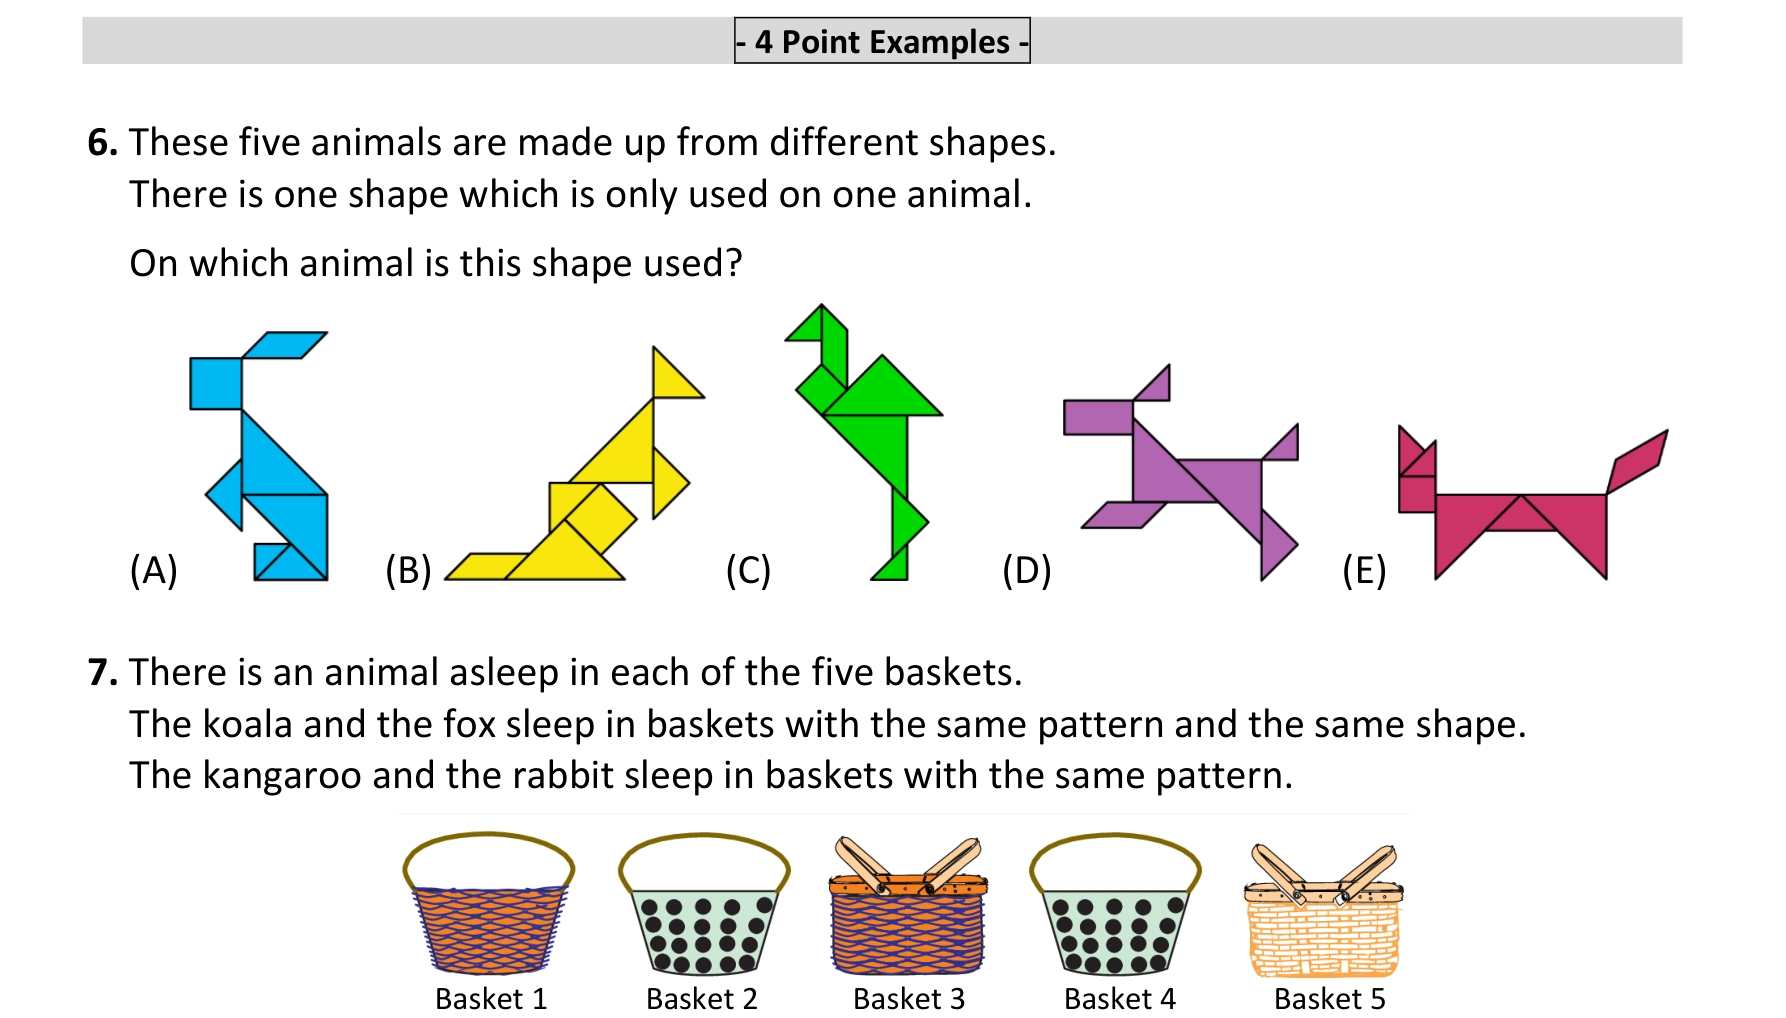 - 4 Point Examples -
6. These five animals are made up from different shapes.
There is one shape which is only used on one animal.
On which animal is this shape used?
(A) (B) (C) (D) (E)
7. There is an animal asleep in each of the five baskets.
The koala and the fox sleep in baskets with the same pattern and the same shape.
The kangaroo and the rabbit sleep in baskets with the same pattern.
Basket 1 Basket 2 Basket 3 Basket 4 Basket 5